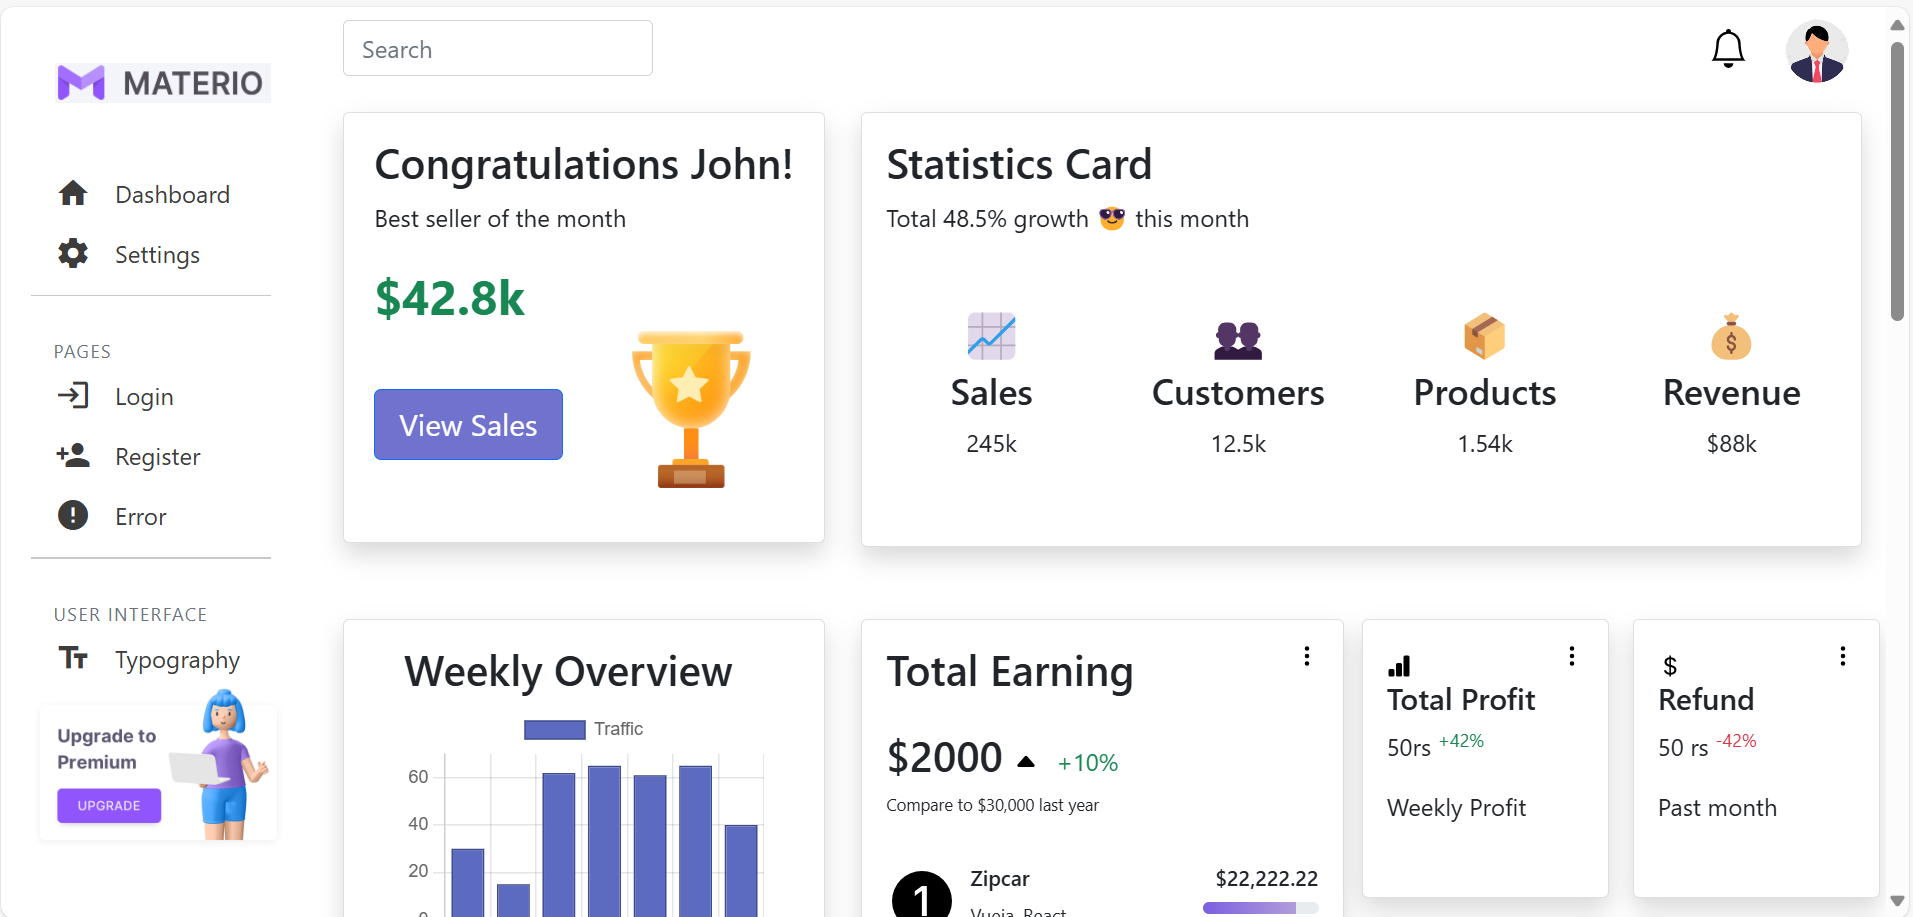 MATERIO
Dashboard
Settings
PAGES
Login
Register
Error
USER INTERFACE
Typography
Upgrade to
Premium
UPGRADE
Search
Congratulations John!
Best seller of the month
$42.8k
View Sales
Statistics Card
Total 48.5% growth 😎 this month
Sales
245k
Customers
12.5k
Products
1.54k
Revenue
$88k
Weekly Overview
Traffic
60
40
20
0
Total Earning
$2000 +10%
Compare to $30,000 last year
1
Zipcar
$22,222.22
Vuejs, React
Total Profit
50rs +42%
Weekly Profit
$
Refund
50 rs -42%
Past month